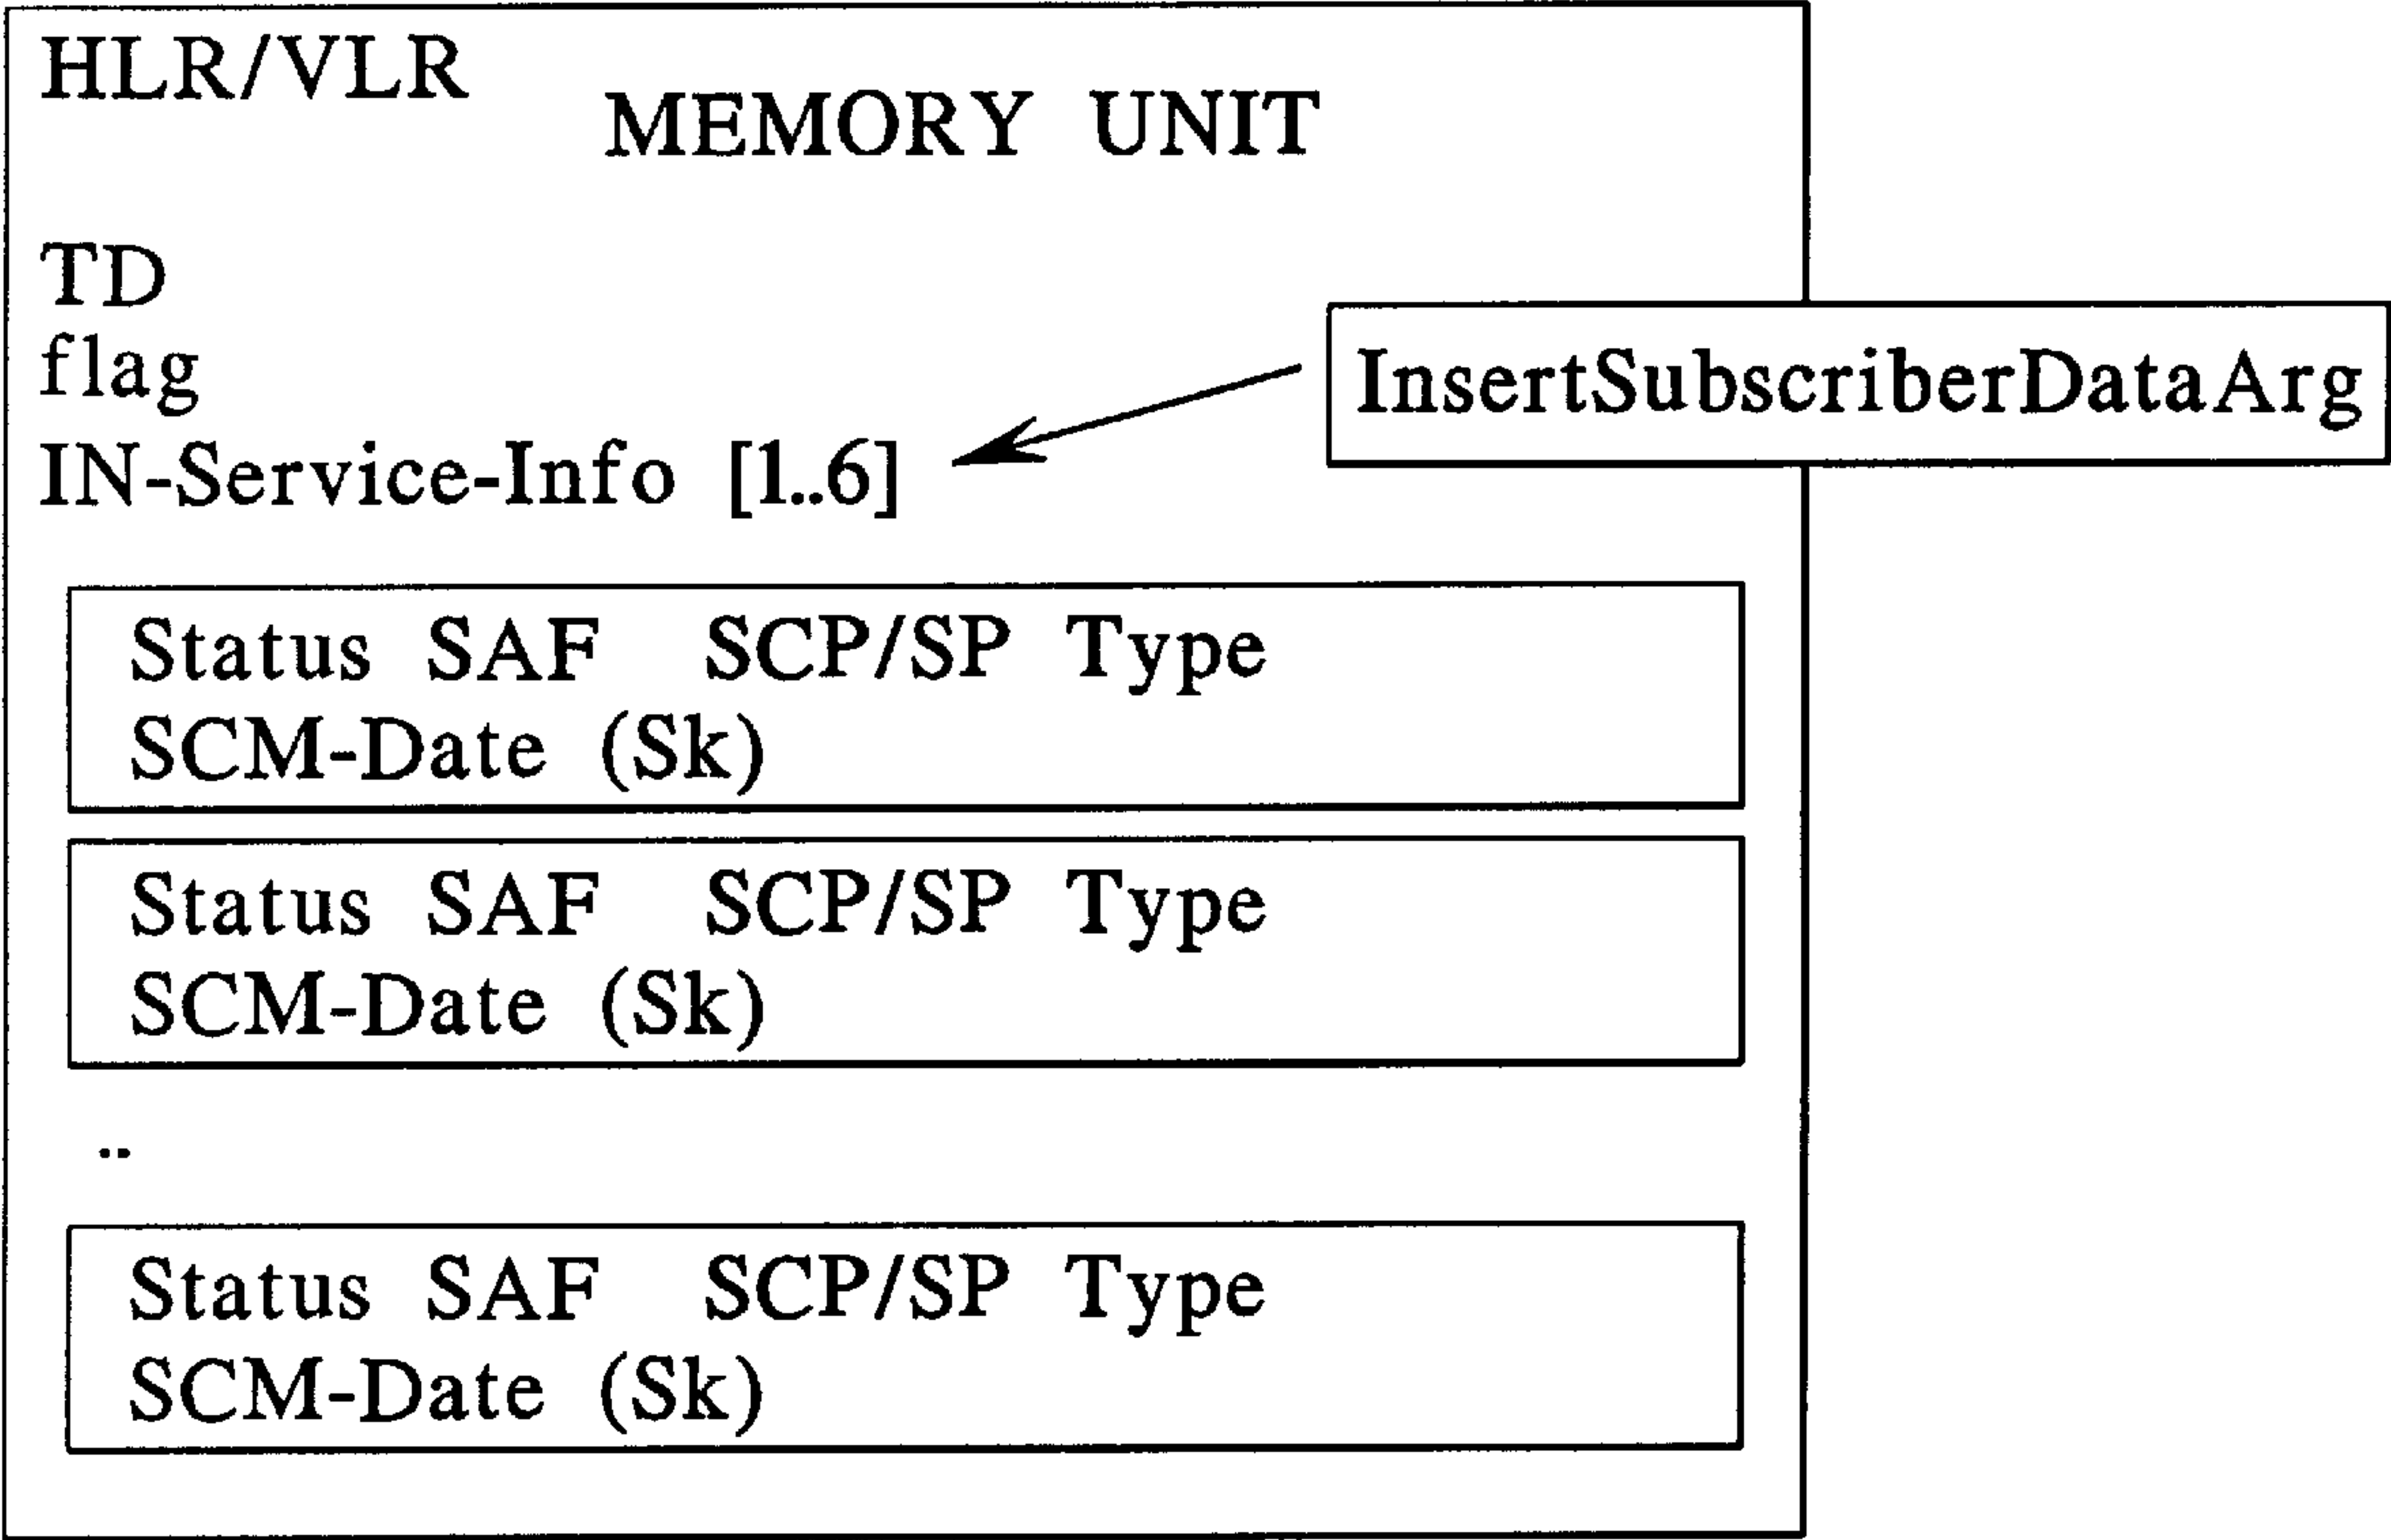 HLR/VLR
MEMORY UNIT
TD
flag
InsertSubscriberDataArg
IN-Service-Info [1..6]
Status SAF SCP/SP Type
SCM-Date (Sk)
Status SAF SCP/SP Type
SCM-Date (Sk)
..
Status SAF SCP/SP Type
SCM-Date (Sk)